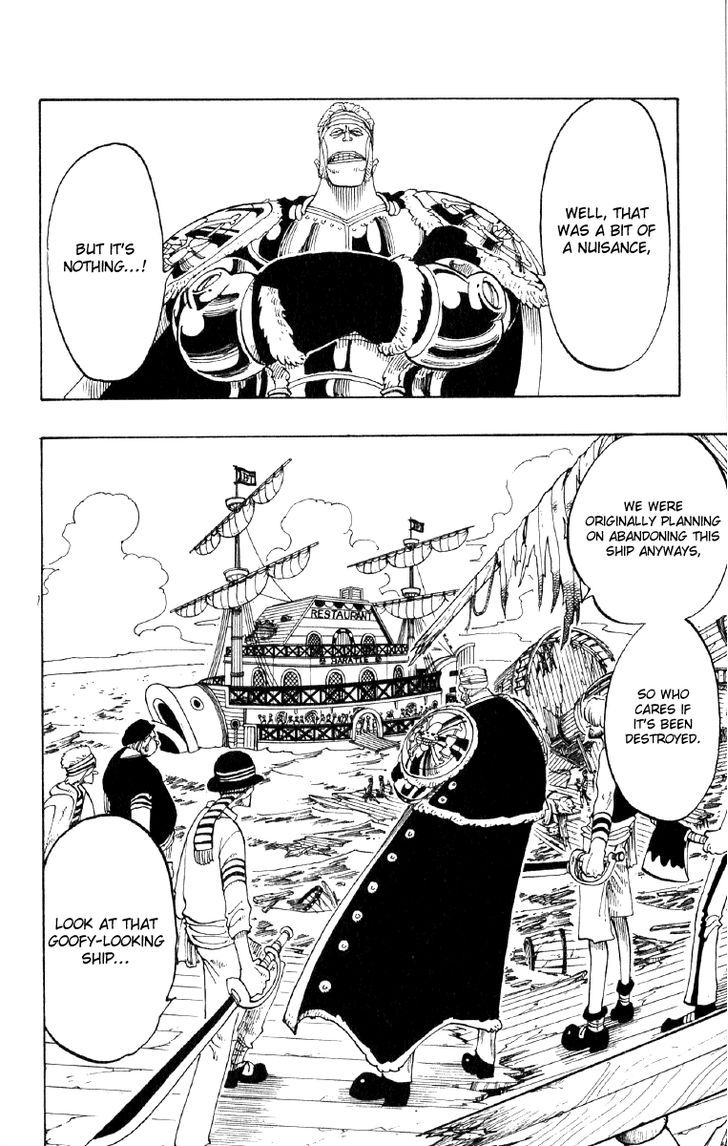 WELL, THAT
WAS A BIT OF
A NUISANCE,
BUT IT'S
NOTHING...!
WE WERE
ORIGINALLY PLANNING
ON ABANDONING THIS
SHIP ANYWAYS,
SO WHO
CARES IF
IT'S BEEN
DESTROYED.
RESTAURANT
BARATIE
LOOK AT THAT
GOOFY-LOOKING
SHIP...